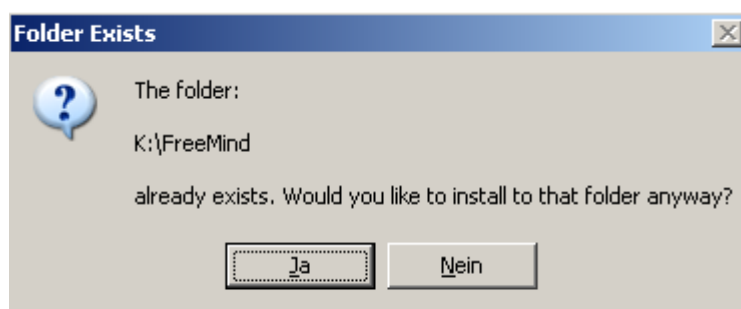 Folder Exists
The folder:
K:\FreeMind
already exists. Would you like to install to that folder anyway?
Ja
Nein